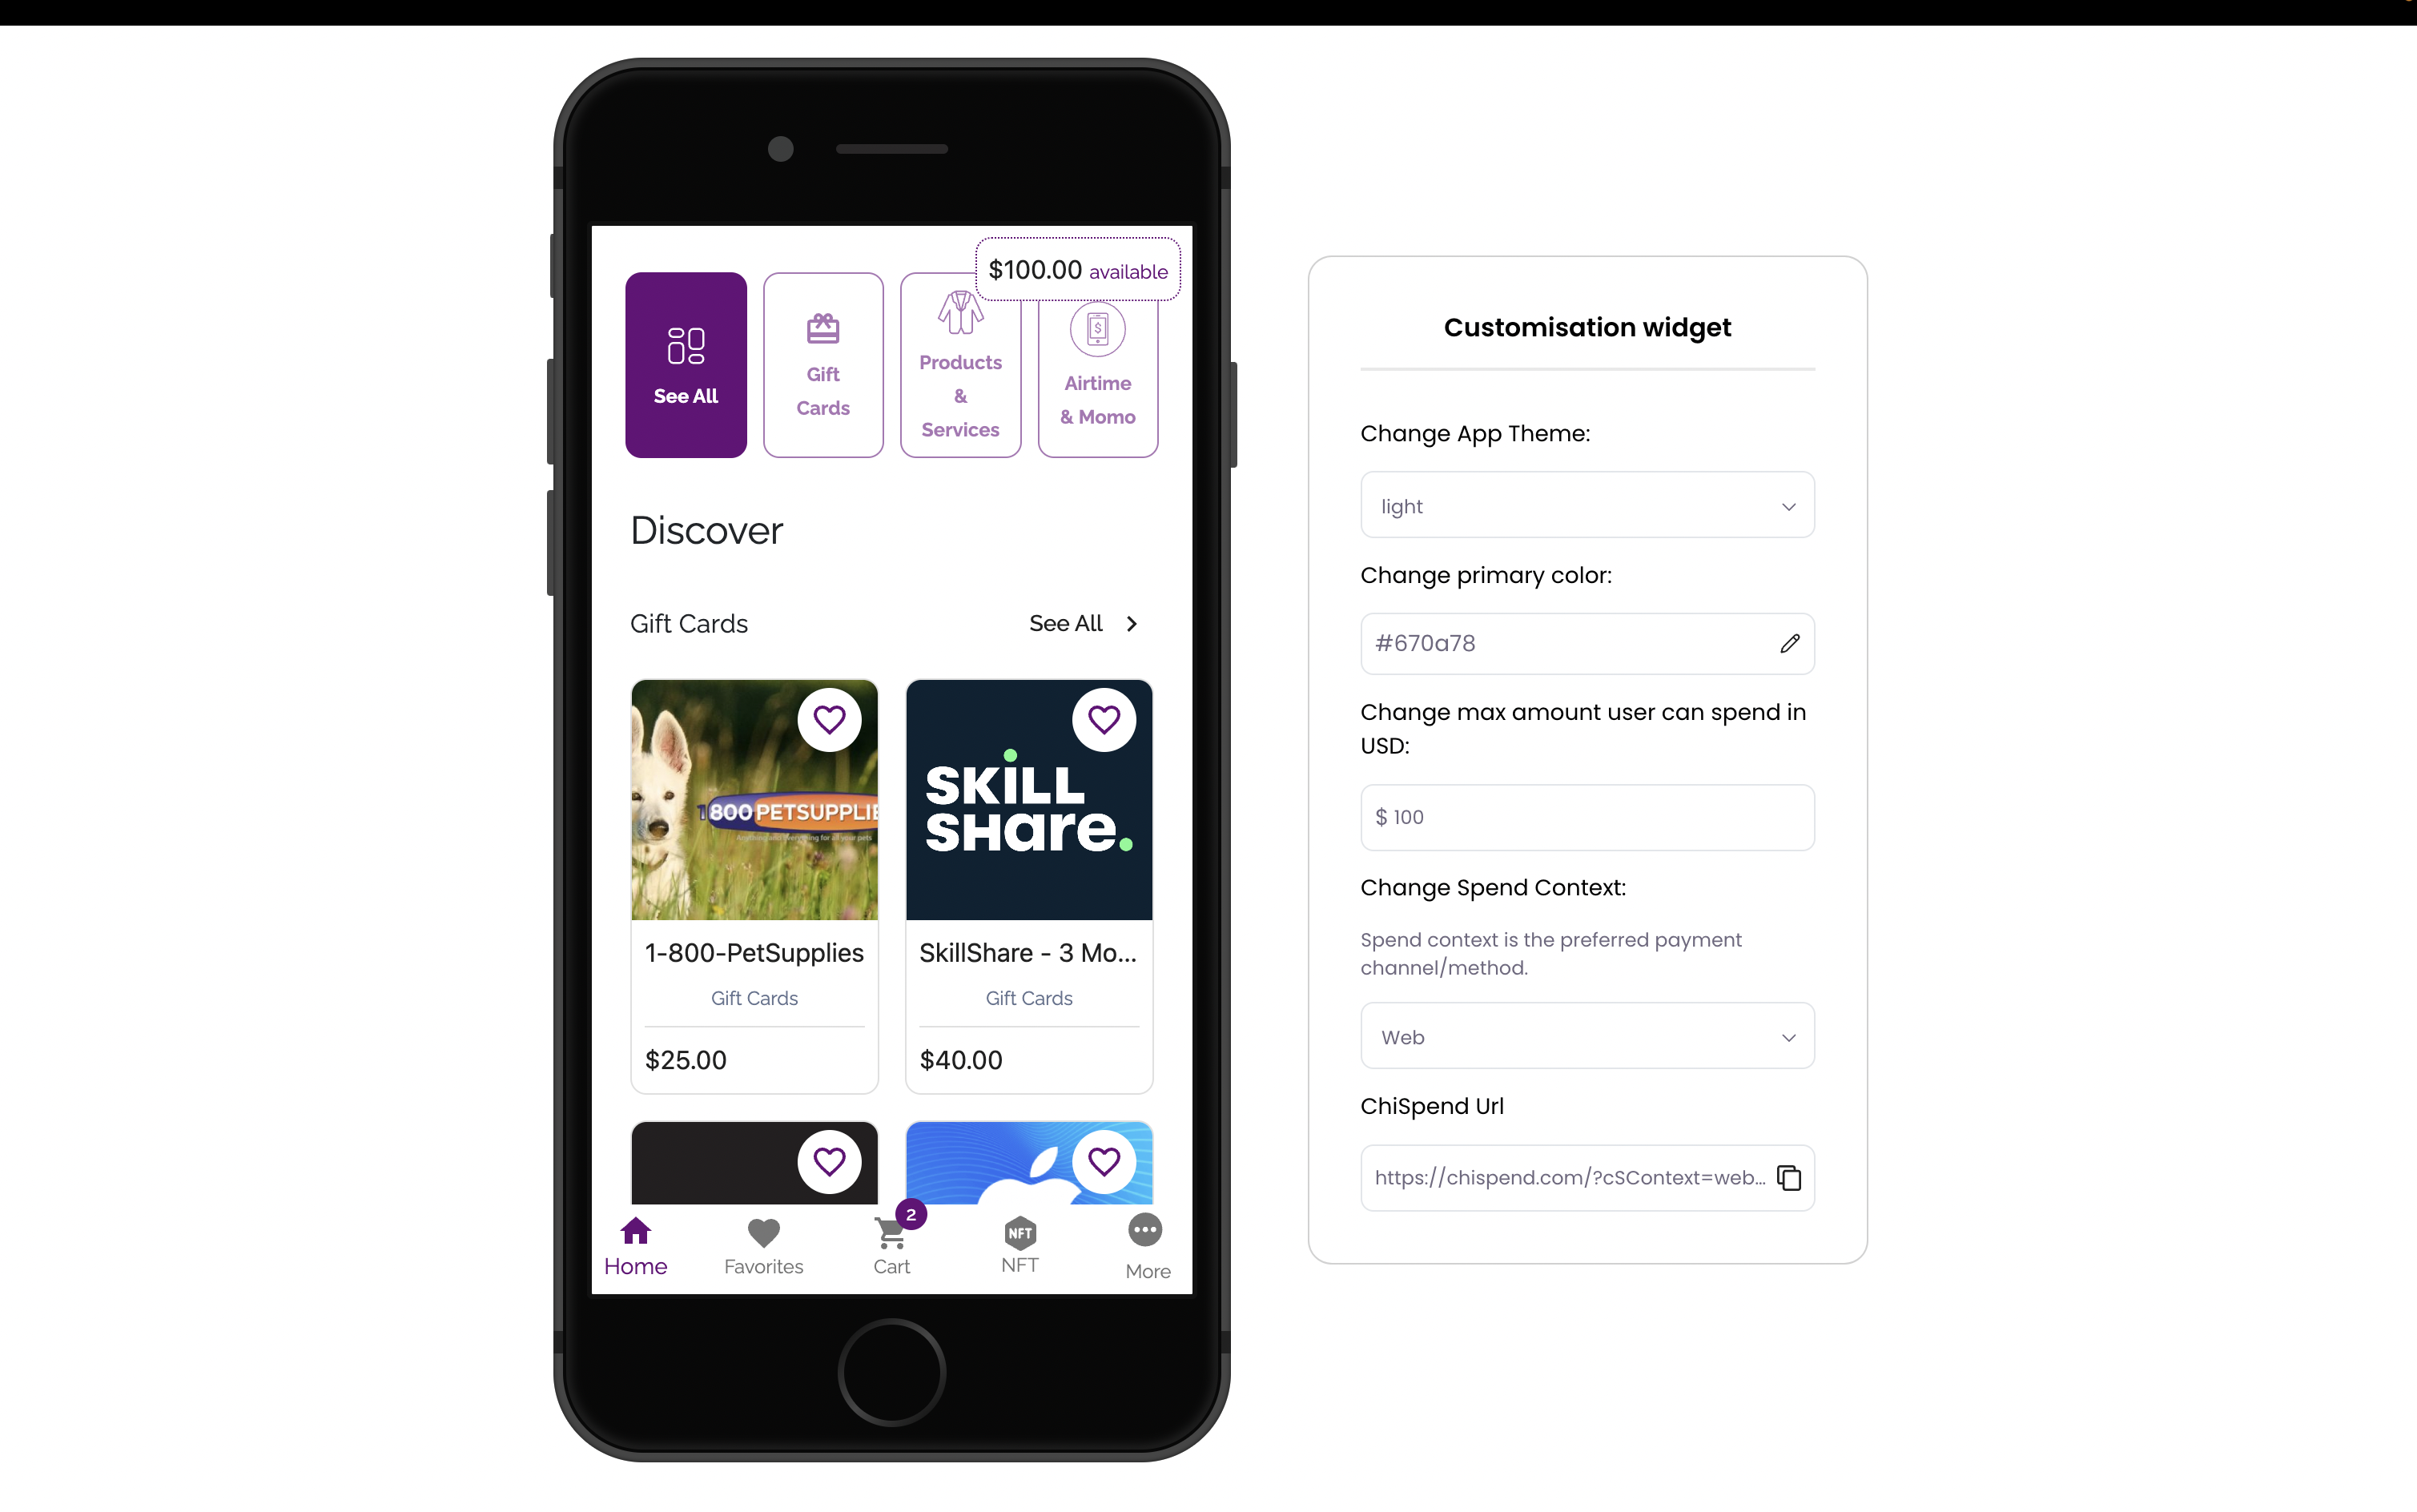 $100.00 available
See All
Gift
Cards
Products
&
Services
Airtime
& Momo
Discover
Gift Cards
See All
1800 PETSUPPLIE
SKiLL
SHare.
1-800-PetSupplies
SkillShare - 3 Mo...
Gift Cards
Gift Cards
$25.00
$40.00
2
NFT
Home
Favorites
Cart
NFT
More
Customisation widget
Change App Theme:
light
Change primary color:
#670a78
Change max amount user can spend in
USD:
$ 100
Change Spend Context:
Spend context is the preferred payment
channel/method.
Web
ChiSpend Url
https://chispend.com/?cSContext=web...